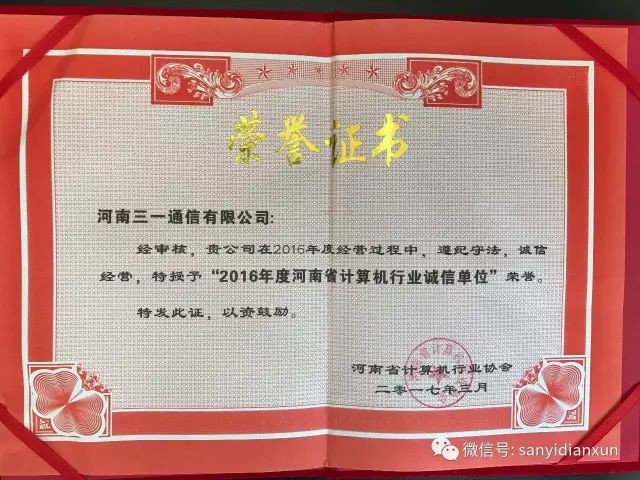 荣誉证书
河南三一通信有限公司:
经审核，贵公司在2016年度经营过程中，遵纪守法，诚信
经营，特授予“2016年度河南省计算机行业诚信单位”荣誉。
特发此证，以资鼓励。
河南省计算机行业协会
二零一七年三月
微信号: sanyidianxun